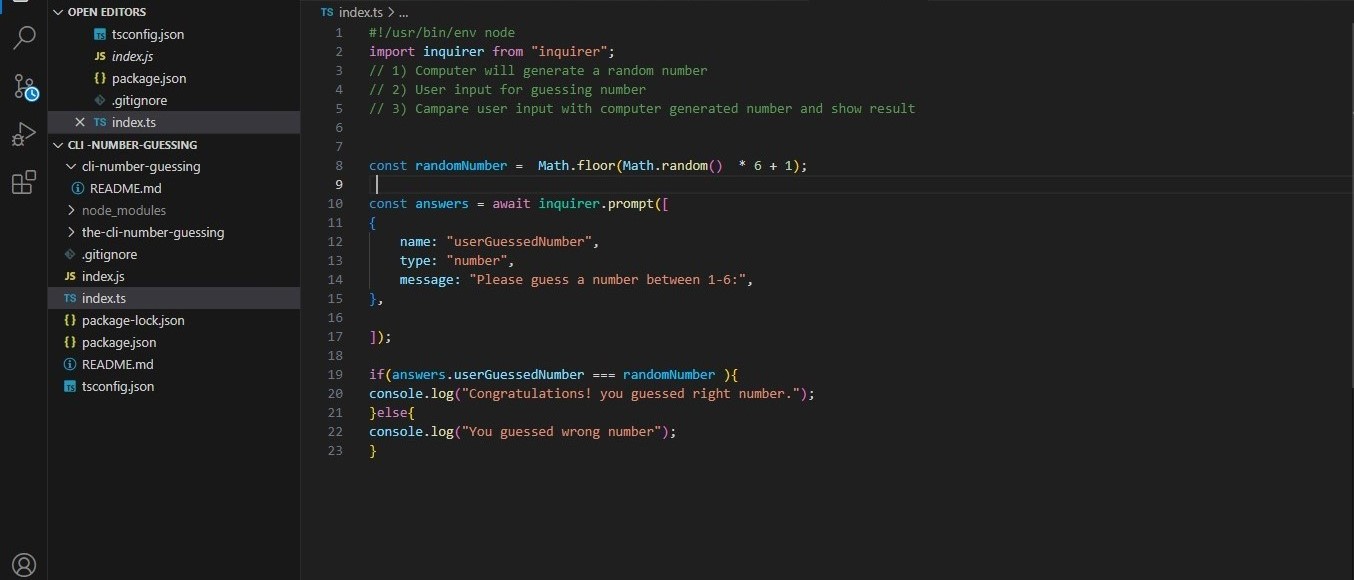 OPEN EDITORS
tsconfig.json
JS index.js
{} package.json
.gitignore
TS index.ts
CLI -NUMBER-GUESSING
cli-number-guessing
README.md
node_modules
the-cli-number-guessing
.gitignore
JS index.js
TS index.ts
{} package-lock.json
{} package.json
README.md
TS tsconfig.json
TS index.ts > ...
1 #!/usr/bin/env node
2 import inquirer from "inquirer";
3 // 1) Computer will generate a random number
4 // 2) User input for guessing number
5 // 3) Campare user input with computer generated number and show result
6
7
8 const randomNumber =  Math.floor(Math.random()  * 6 + 1);
9
10 const answers = await inquirer.prompt([
11 {
12     name: "userGuessedNumber",
13     type: "number",
14     message: "Please guess a number between 1-6:",
15 },
16
17 ]);
18
19 if(answers.userGuessedNumber === randomNumber ){
20 console.log("Congratulations! you guessed right number.");
21 }else{
22 console.log("You guessed wrong number");
23 }